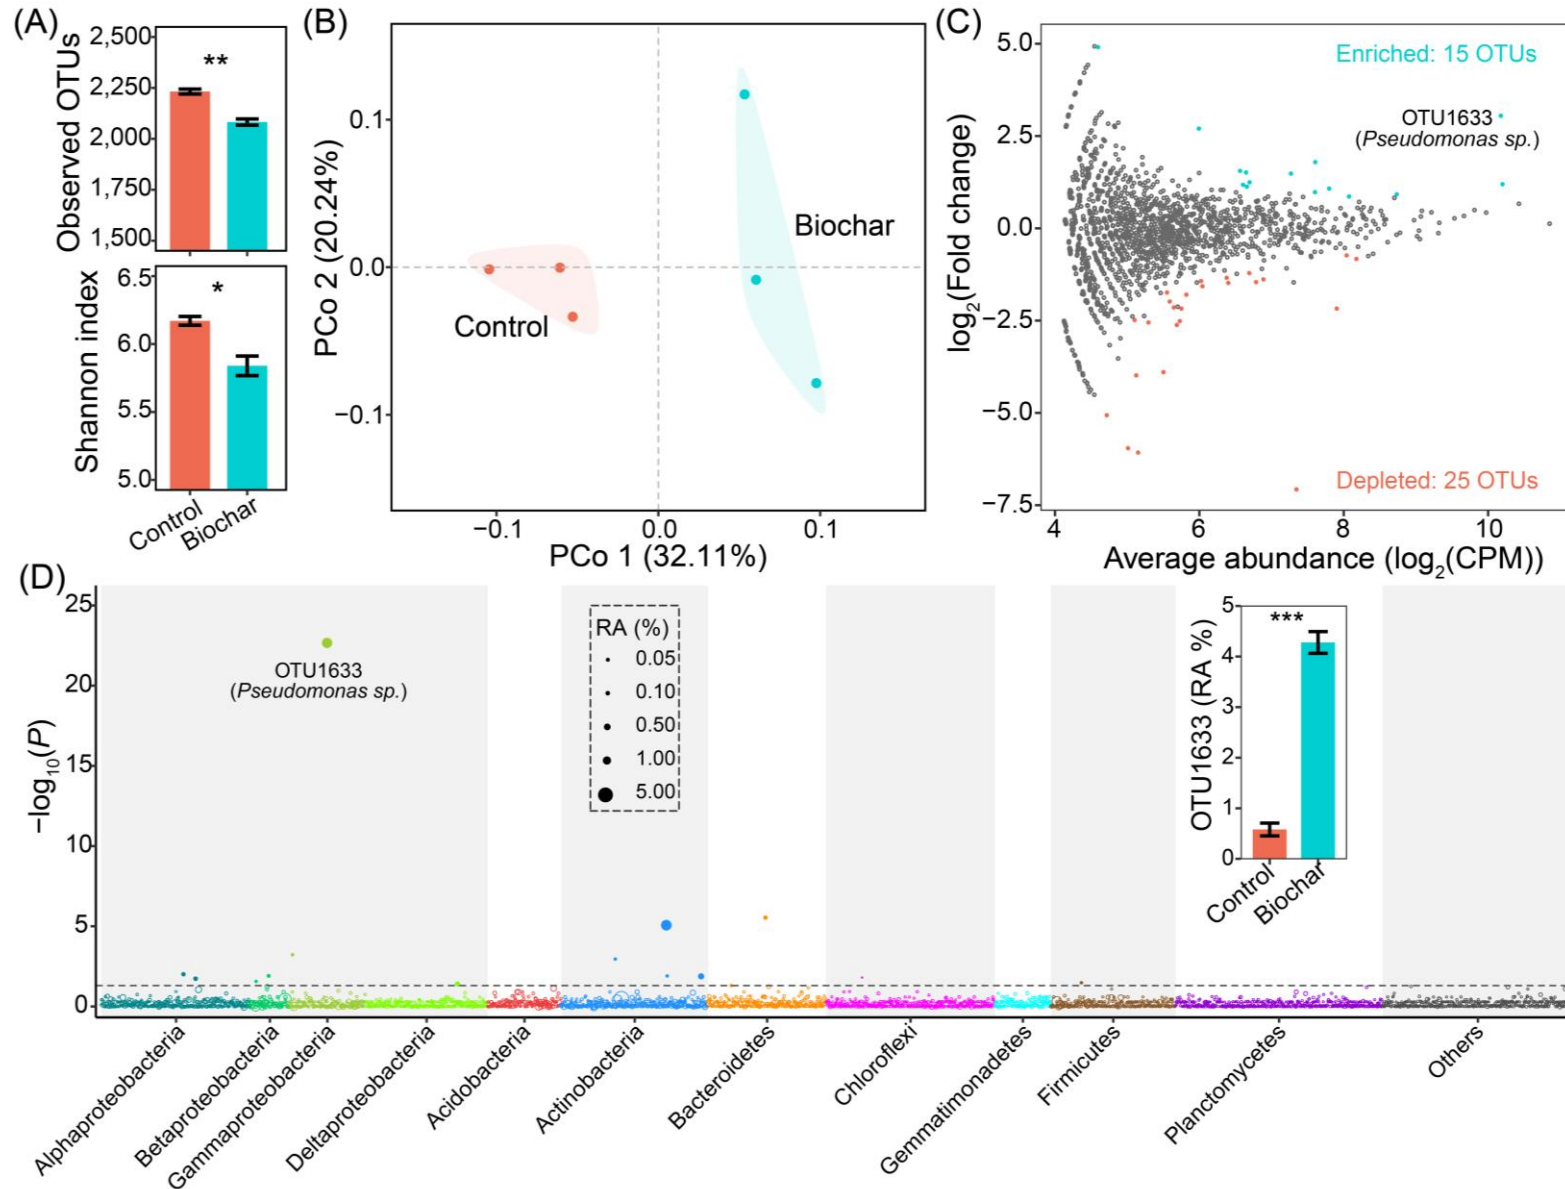 (A)
Observed OTUs
2,500
2,250
2,000
1,750
1,500
**
Shannon index
6.5
6.0
5.5
5.0
*
Control
Biochar
(B)
PCo 2 (20.24%)
0.1
0.0
−0.1
Biochar
Control
−0.1
0.0
0.1
PCo 1 (32.11%)
(C)
log2(Fold change)
5.0
2.5
0.0
−2.5
−5.0
−7.5
Enriched: 15 OTUs
OTU1633
(Pseudomonas sp.)
Depleted: 25 OTUs
4
6
8
10
Average abundance (log2(CPM))
(D)
−log10(P)
25
20
15
10
5
0
OTU1633
(Pseudomonas sp.)
RA (%)
0.05
0.10
0.50
1.00
5.00
OTU1633 (RA %)
5
4
3
2
1
0
***
Control
Biochar
Alphaproteobacteria
Betaproteobacteria
Gammaproteobacteria
Deltaproteobacteria
Acidobacteria
Actinobacteria
Bacteroidetes
Chloroflexi
Gemmatimonadetes
Firmicutes
Planctomycetes
Others